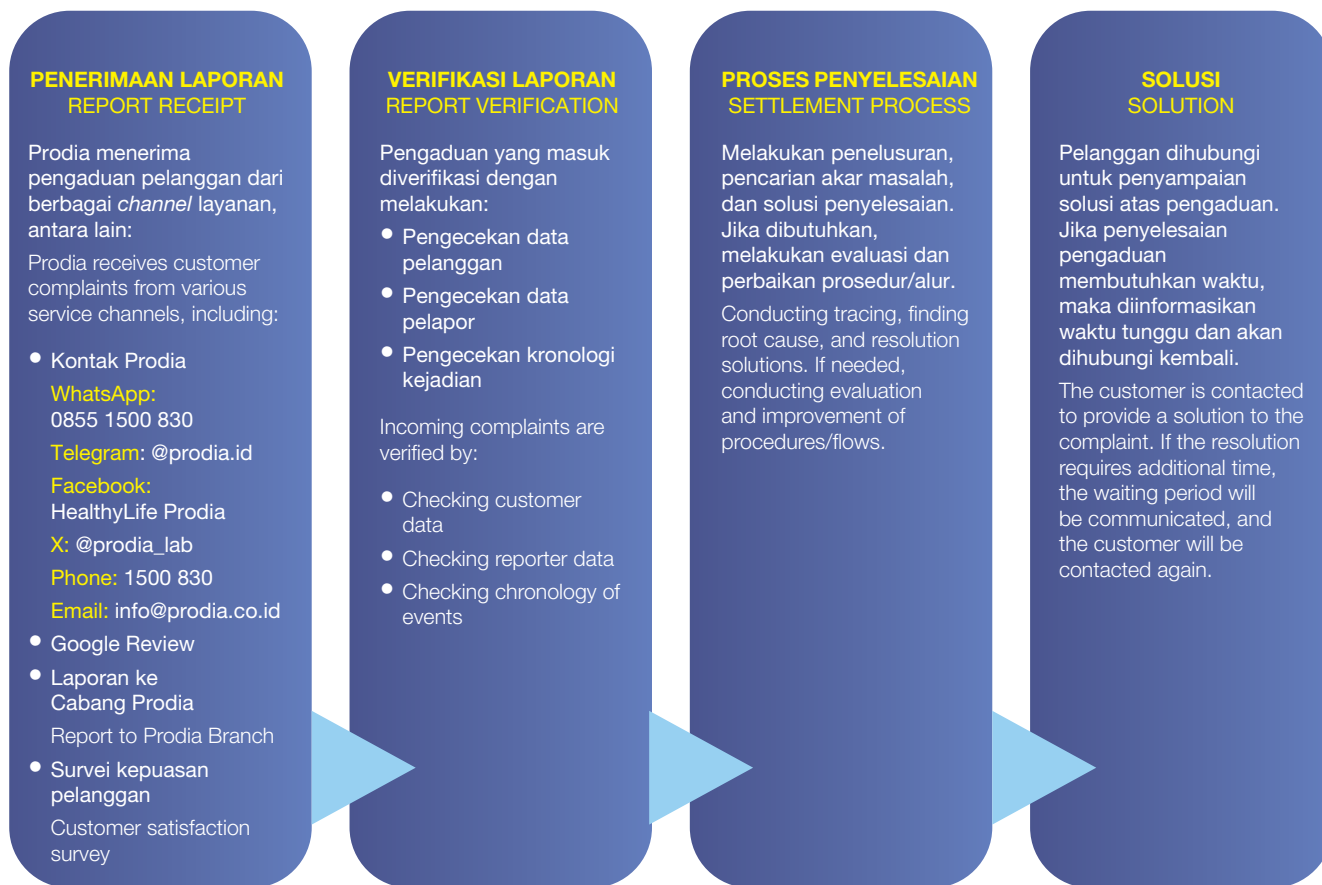 PENERIMAAN LAPORAN
REPORT RECEIPT
Prodia menerima
pengaduan pelanggan dari
berbagai channel layanan,
antara lain:
Prodia receives customer
complaints from various
service channels, including:
• Kontak Prodia
WhatsApp:
0855 1500 830
Telegram: @prodia.id
Facebook:
HealthyLife Prodia
X: @prodia_lab
Phone: 1500 830
Email: info@prodia.co.id
• Google Review
• Laporan ke
Cabang Prodia
Report to Prodia Branch
• Survei kepuasan
pelanggan
Customer satisfaction
survey
VERIFIKASI LAPORAN
REPORT VERIFICATION
Pengaduan yang masuk
diverifikasi dengan
melakukan:
• Pengecekan data
pelanggan
• Pengecekan data
pelapor
• Pengecekan kronologi
kejadian
Incoming complaints are
verified by:
• Checking customer
data
• Checking reporter data
• Checking chronology of
events
PROSES PENYELESAIAN
SETTLEMENT PROCESS
Melakukan penelusuran,
pencarian akar masalah,
dan solusi penyelesaian.
Jika dibutuhkan,
melakukan evaluasi dan
perbaikan prosedur/alur.
Conducting tracing, finding
root cause, and resolution
solutions. If needed,
conducting evaluation
and improvement of
procedures/flows.
SOLUSI
SOLUTION
Pelanggan dihubungi
untuk penyampaian
solusi atas pengaduan.
Jika penyelesaian
pengaduan
membutuhkan waktu,
maka diinformasikan
waktu tunggu dan akan
dihubungi kembali.
The customer is contacted
to provide a solution to the
complaint. If the resolution
requires additional time,
the waiting period will
be communicated, and
the customer will be
contacted again.